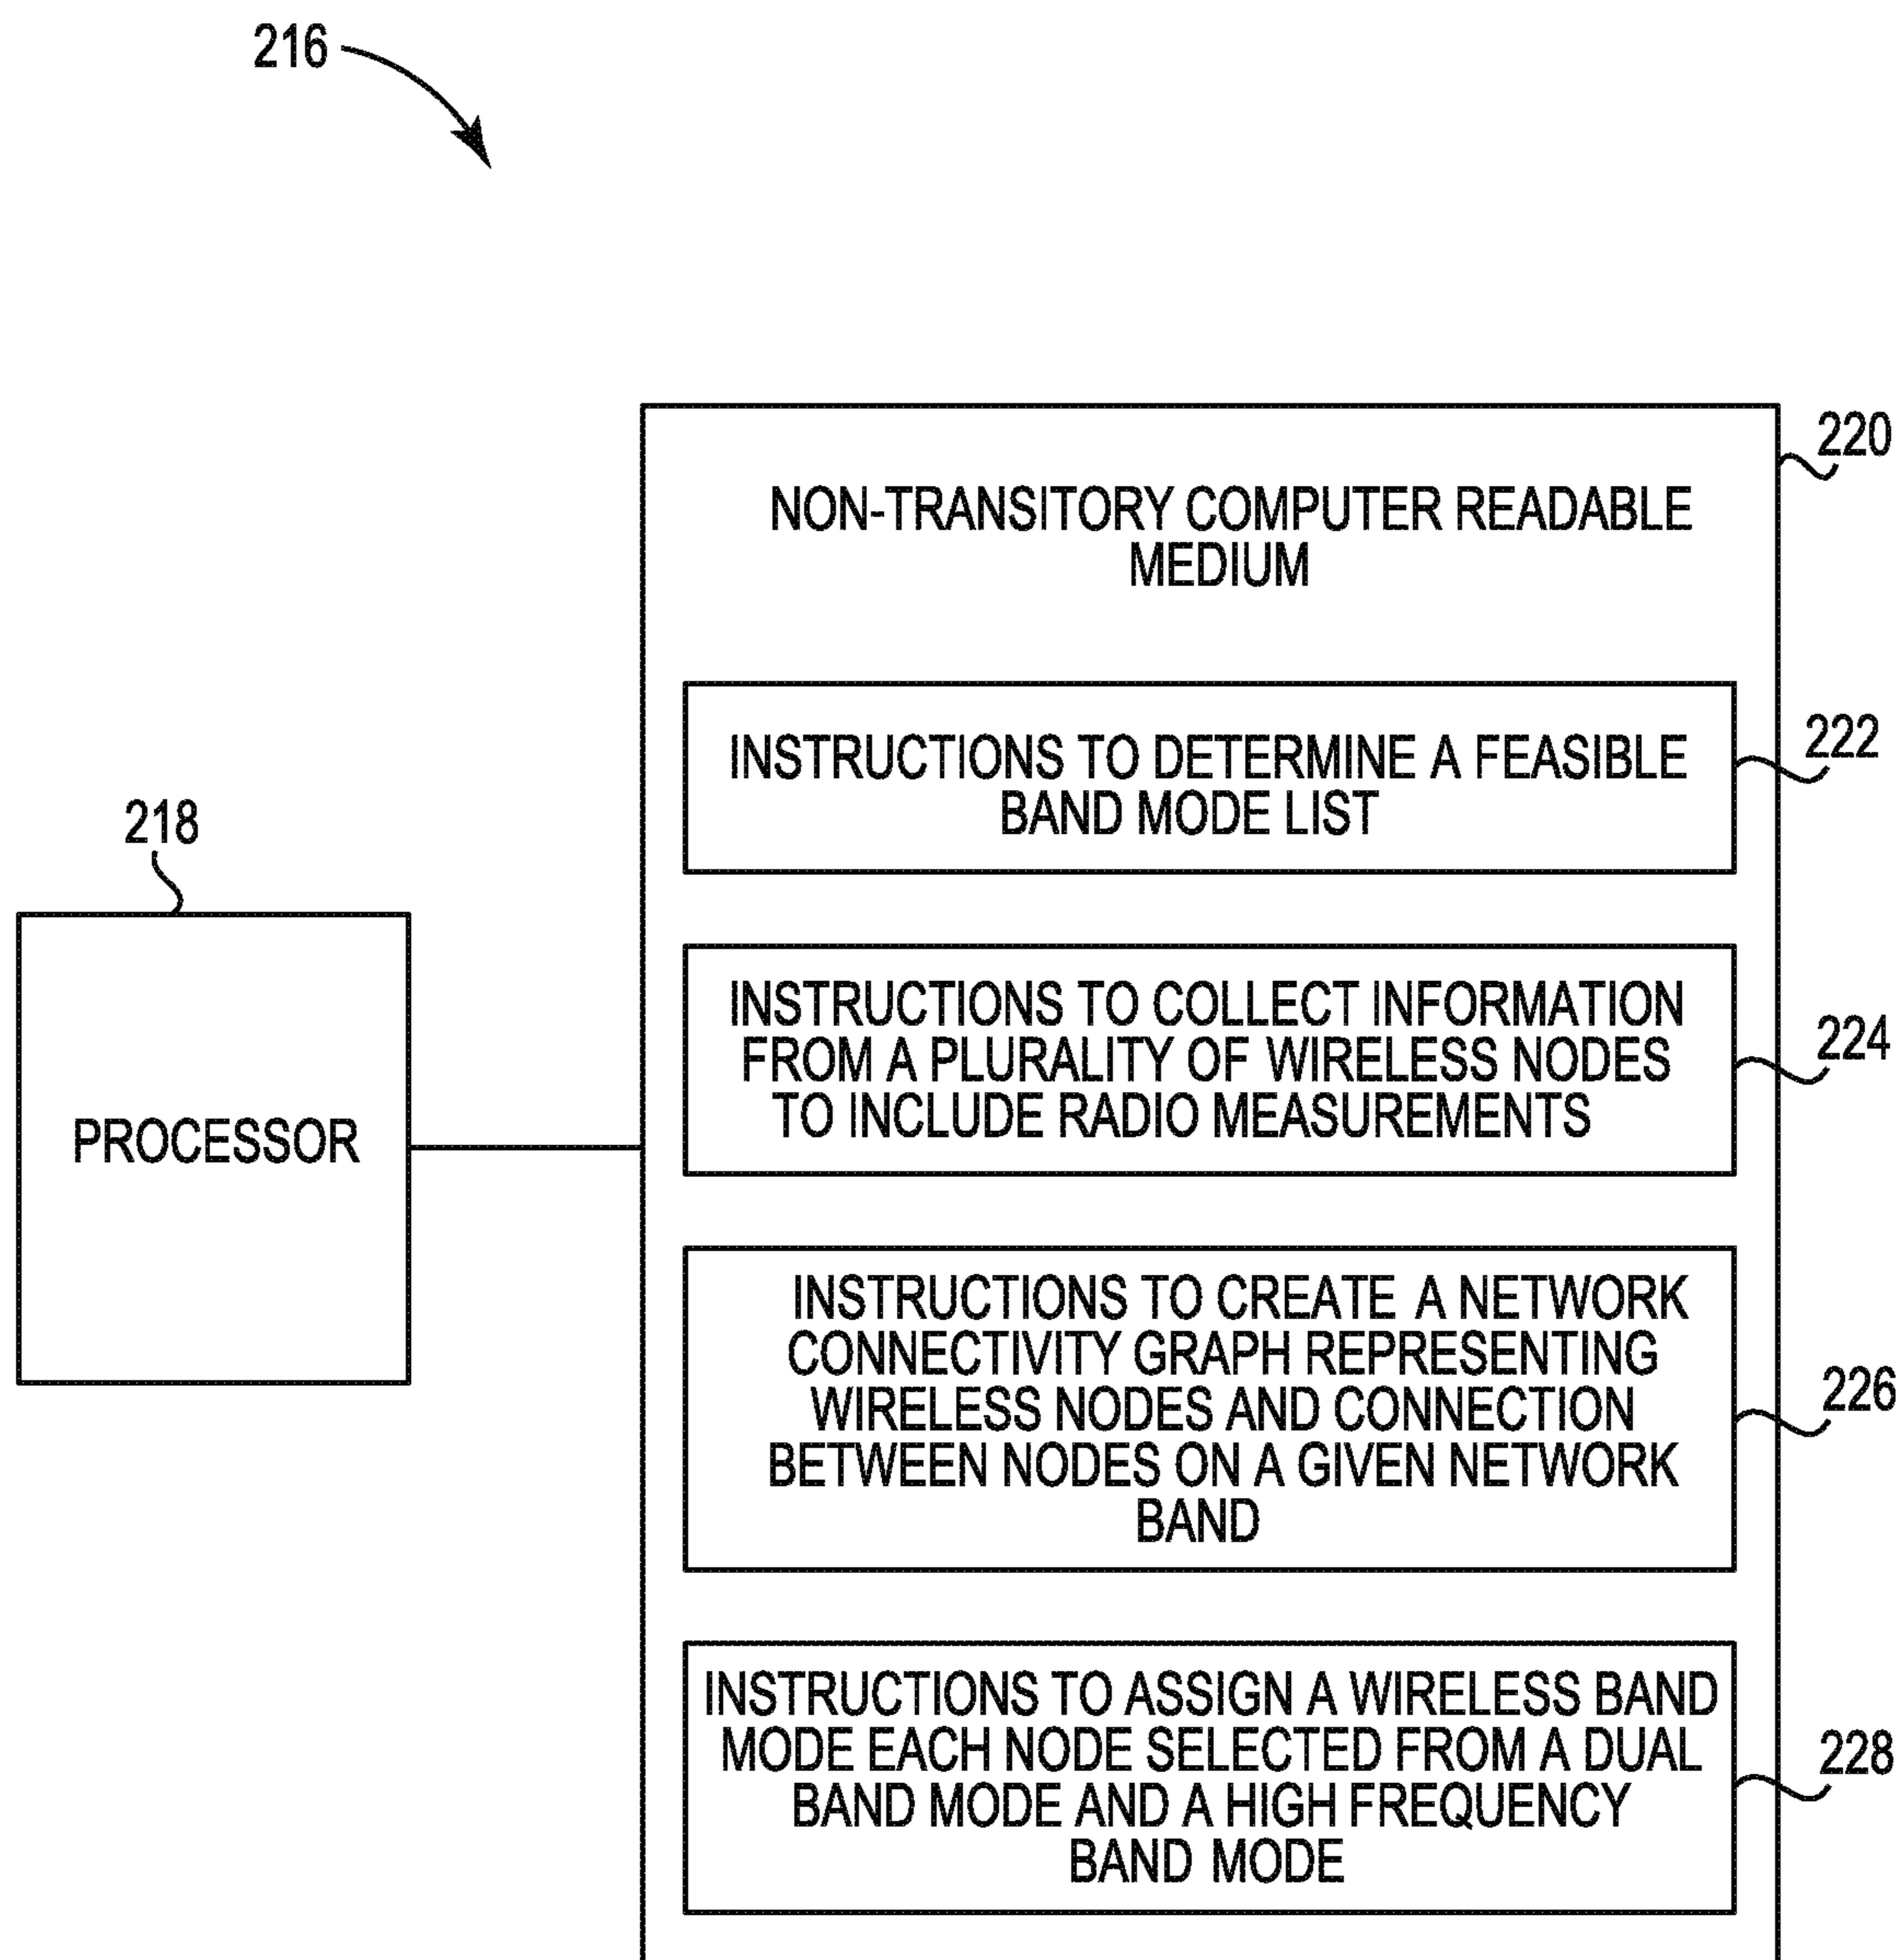 216
220
NON-TRANSITORY COMPUTER READABLE
MEDIUM
222
INSTRUCTIONS TO DETERMINE A FEASIBLE
BAND MODE LIST
218
PROCESSOR
224
INSTRUCTIONS TO COLLECT INFORMATION
FROM A PLURALITY OF WIRELESS NODES
TO INCLUDE RADIO MEASUREMENTS
226
INSTRUCTIONS TO CREATE A NETWORK
CONNECTIVITY GRAPH REPRESENTING
WIRELESS NODES AND CONNECTION
BETWEEN NODES ON A GIVEN NETWORK
BAND
228
INSTRUCTIONS TO ASSIGN A WIRELESS BAND
MODE EACH NODE SELECTED FROM A DUAL
BAND MODE AND A HIGH FREQUENCY
BAND MODE